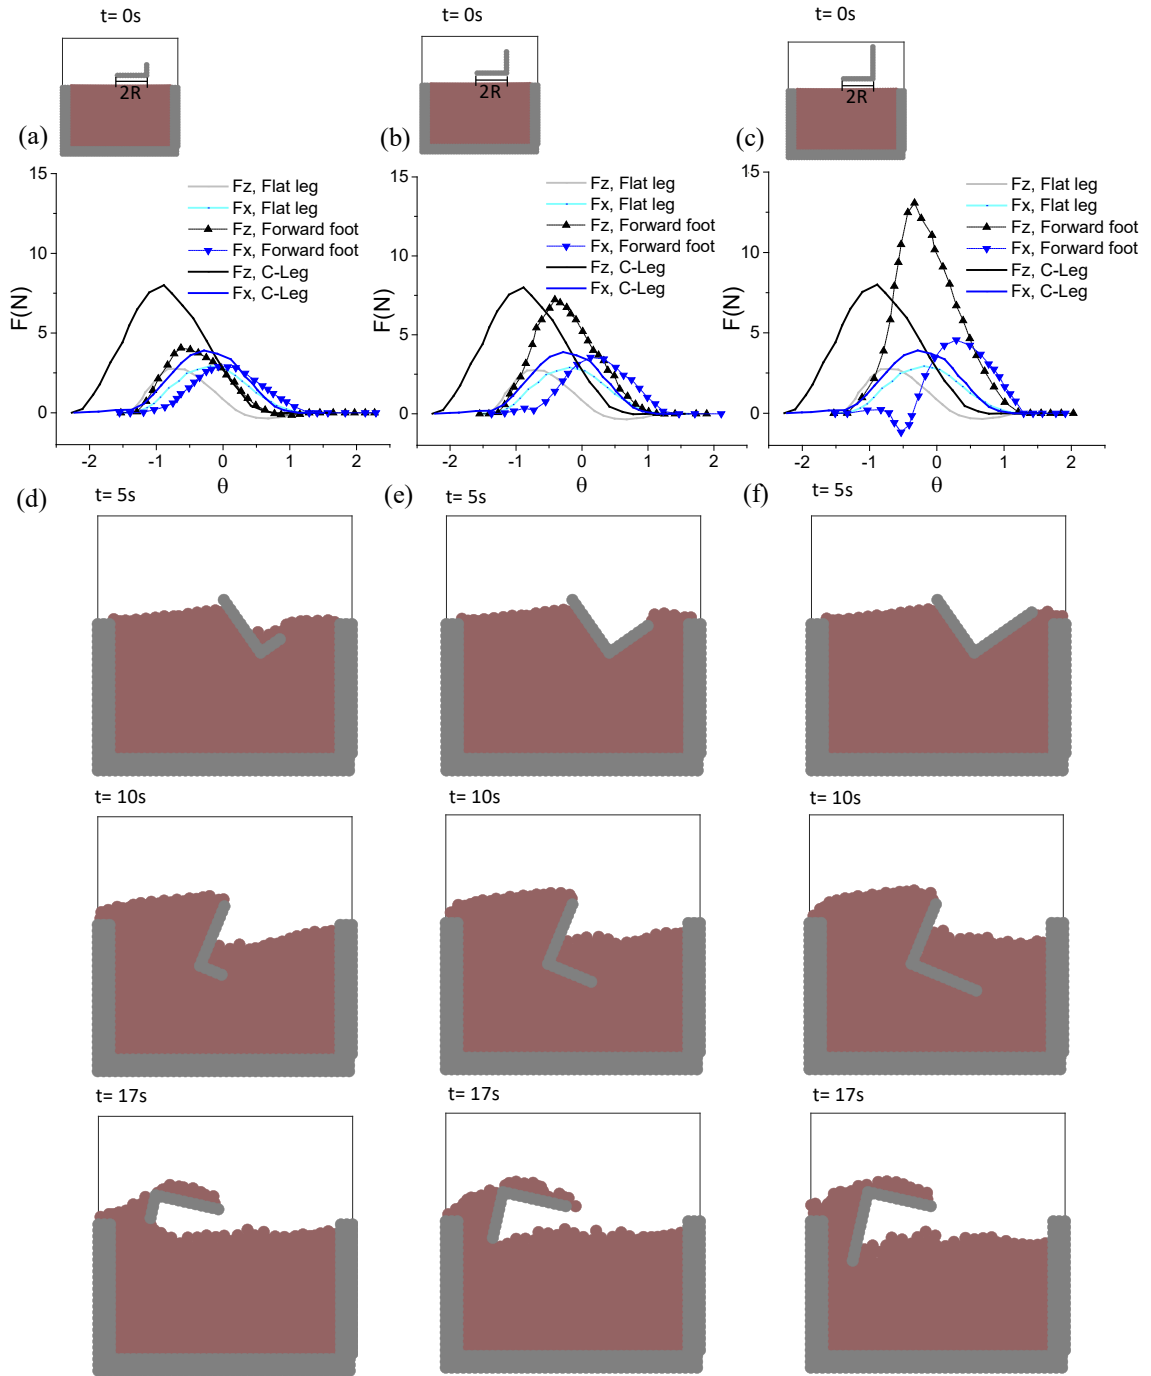 t= 0s
t= 0s
t= 0s
2R
2R
2R
(a)
(b)
(c)
15
10
5
0
F(N)
Fz, Flat leg
Fx, Flat leg
Fz, Forward foot
Fx, Forward foot
Fz, C-Leg
Fx, C-Leg
-2
-1
0
1
2
θ
15
10
5
0
F(N)
Fz, Flat leg
Fx, Flat leg
Fz, Forward foot
Fx, Forward foot
Fz, C-Leg
Fx, C-Leg
-2
-1
0
1
2
θ
15
10
5
0
F(N)
Fz, Flat leg
Fx, Flat leg
Fz, Forward foot
Fx, Forward foot
Fz, C-Leg
Fx, C-Leg
-2
-1
0
1
2
θ
(d)
t= 5s
(e)
t= 5s
(f)
t= 5s
t= 10s
t= 10s
t= 10s
t= 17s
t= 17s
t= 17s